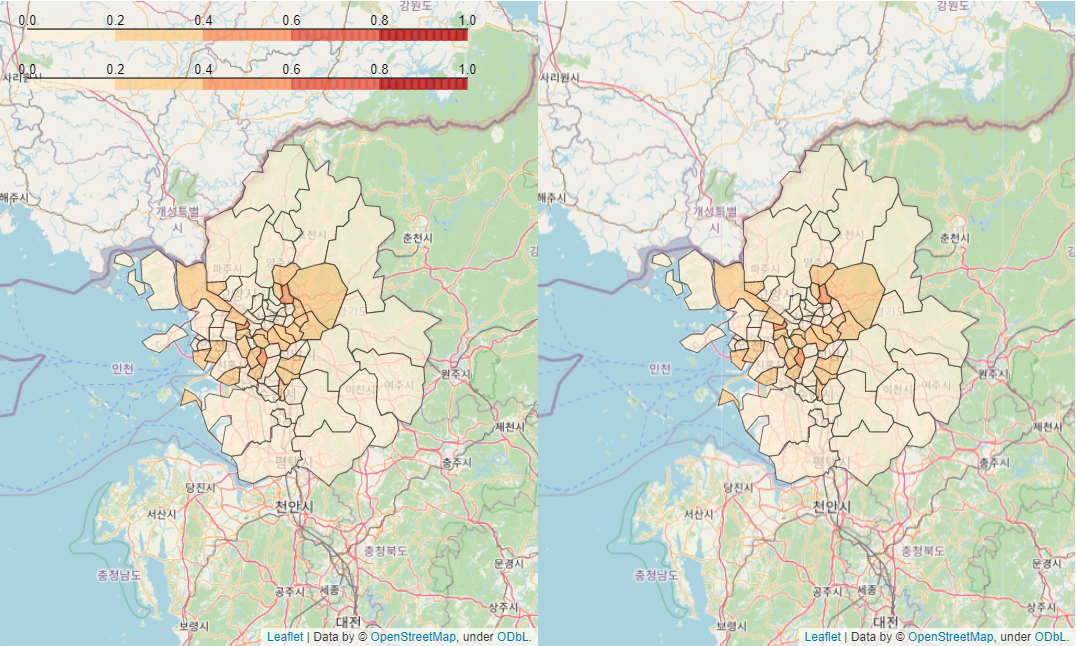 강원도
강원도
0.0 0.2 0.4 0.6 0.8 1.0
0.0 0.2 0.4 0.6 0.8 1.0
사리원시
사리원시
해주시
해주시
개성특별
시
개성특별
시
춘천시
춘천시
파주시
파주시
인천
인천
원주시
원주시
이천시
여주시
이천시
여주시
제천시
제천시
평택시
평택시
충주시
충주시
당진시
당진시
천안시
천안시
서산시
서산시
충청북도
충청북도
문경시
문경시
충청남도
충청남도
공주시
세종
공주시
세종
상주시
상주시
보령시
대전
보령시
대전
Leaflet | Data by © OpenStreetMap, under ODbL.
Leaflet | Data by © OpenStreetMap, under ODbL.